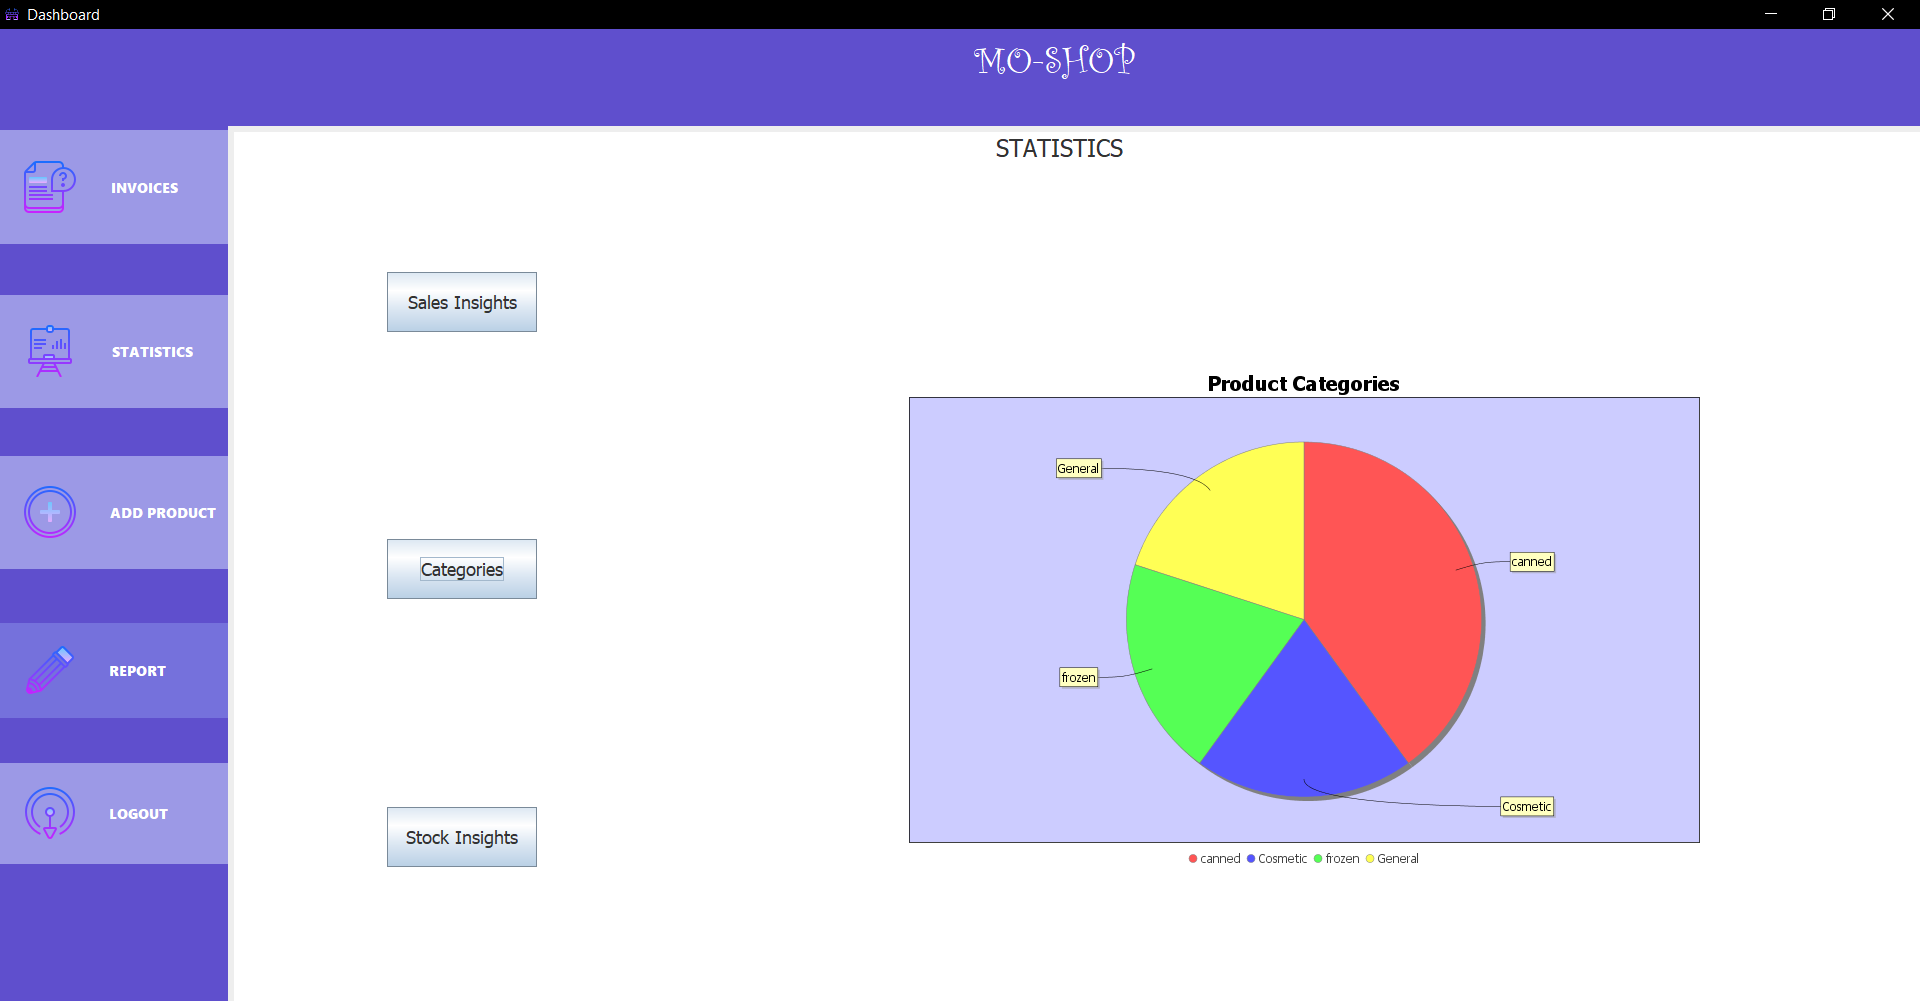 Dashboard
MO-SHOP
INVOICES
STATISTICS
ADD PRODUCT
REPORT
LOGOUT
STATISTICS
Sales Insights
Categories
Stock Insights
Product Categories
General
canned
frozen
Cosmetic
canned Cosmetic frozen General